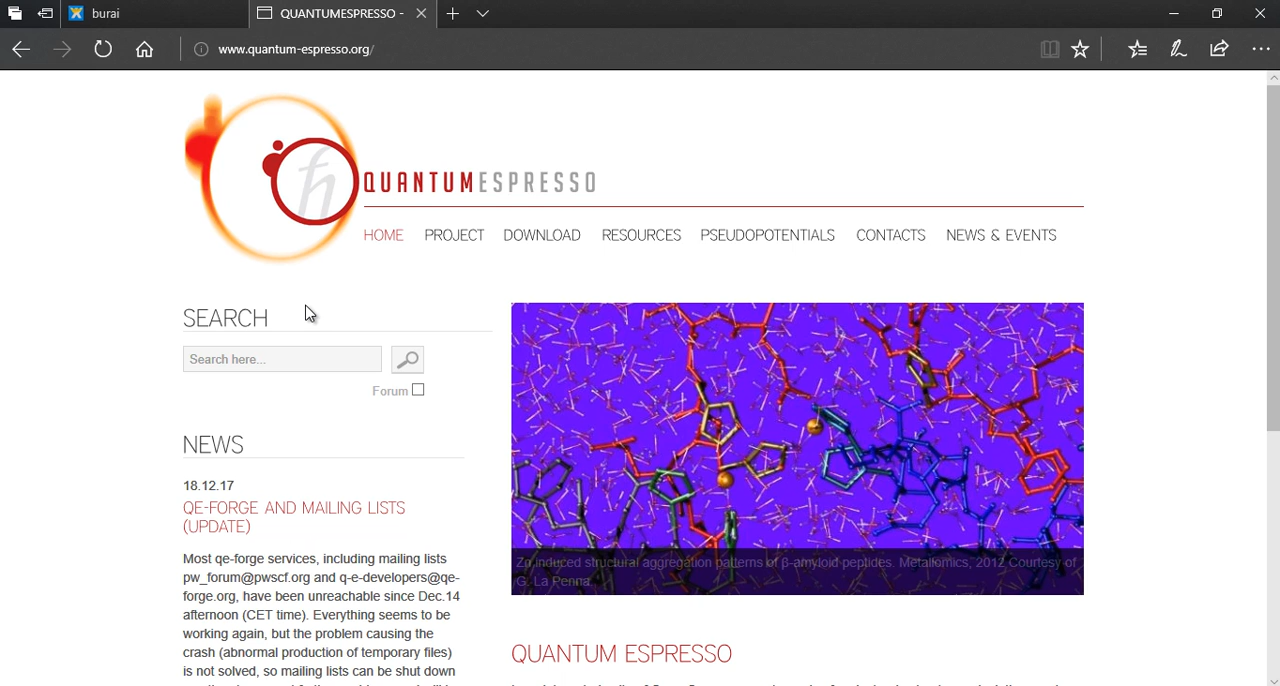 burai
QUANTUMESPRESSO -
www.quantum-espresso.org/
ħ
QUANTUMESPRESSO
HOME PROJECT DOWNLOAD RESOURCES PSEUDOPOTENTIALS CONTACTS NEWS & EVENTS
SEARCH
Search here...
Forum
NEWS
18.12.17
QE-FORGE AND MAILING LISTS
(UPDATE)
Most qe-forge services, including mailing lists
pw_forum@pwscf.org and q-e-developers@qe-
forge.org, have been unreachable since Dec.14
afternoon (CET time). Everything seems to be
working again, but the problem causing the
crash (abnormal production of temporary files)
is not solved, so mailing lists can be shut down
Zn induced structural aggregation patterns of β-amyloid peptides. Metallomics, 2012 Courtesy of
G. La Penna.
QUANTUM ESPRESSO